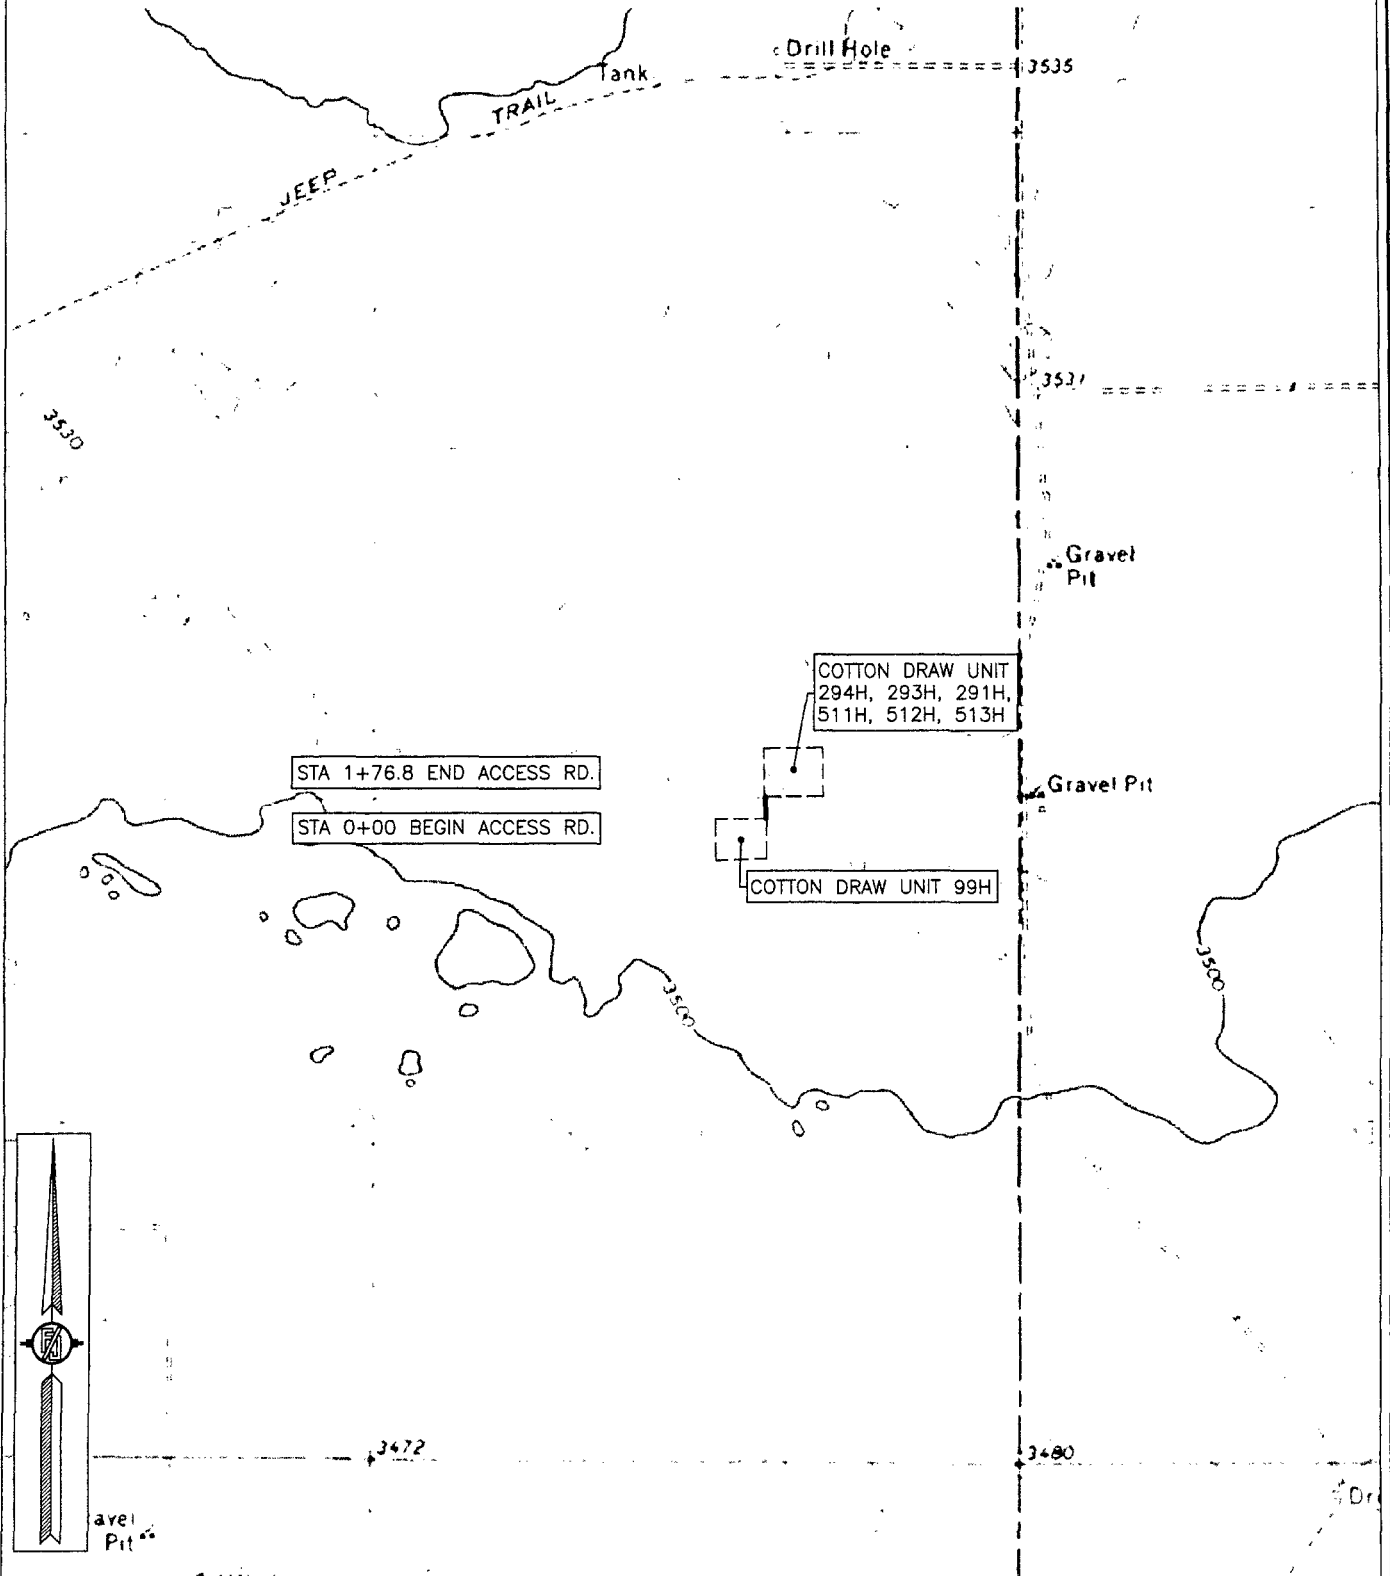 Drill Hole
3535
Tank
TRAIL
JEEP
3531
3530
Gravel
Pit
COTTON DRAW UNIT
294H, 293H, 291H,
511H, 512H, 513H
STA 1+76.8 END ACCESS RD.
Gravel Pit
STA 0+00 BEGIN ACCESS RD.
COTTON DRAW UNIT 99H
3500
3500
3472
3480
avel
Pit